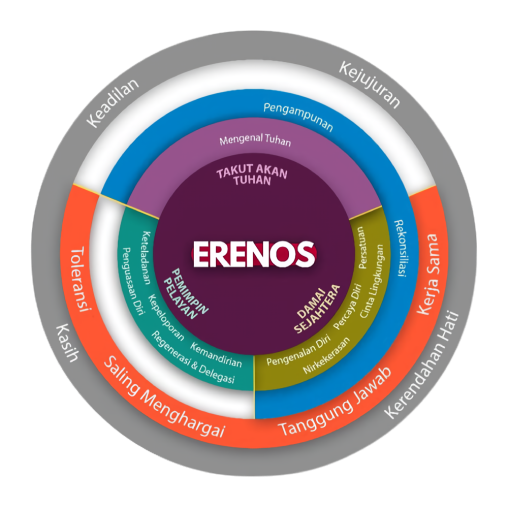 Keadilan
Kejujuran
Pengampunan
Mengenal Tuhan
TAKUT AKAN
TUHAN
ERENOS
PEMIMPIN
PELAYAN
DAMAI
SEJAHTERA
Keteladanan
Penguasaan Diri
Kepeloporan
Kemandirian
Regenerasi & Delegasi
Persatuan
Cinta Lingkungan
Percaya Diri
Pengenalan Diri
Nirkekerasan
Rekonsiliasi
Toleransi
Saling Menghargai
Tanggung Jawab
Kerja Sama
Kasih
Kerendahan Hati